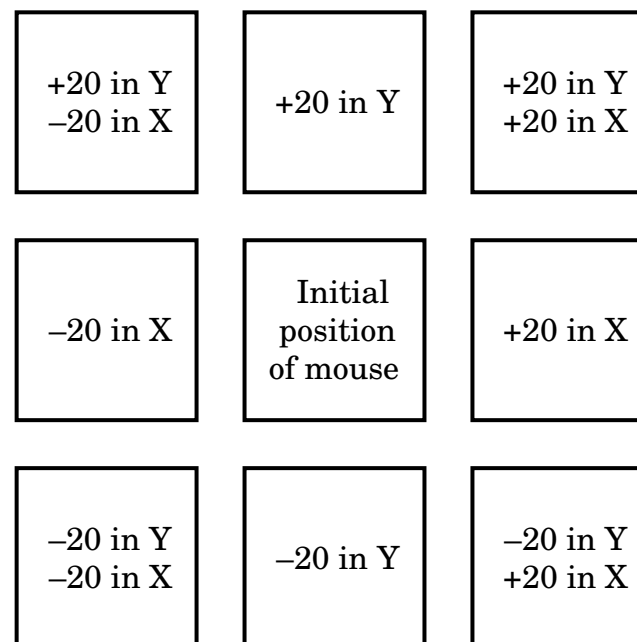 +20 in Y
–20 in X
+20 in Y
+20 in Y
+20 in X
–20 in X
Initial
position
of mouse
+20 in X
–20 in Y
–20 in X
–20 in Y
–20 in Y
+20 in X